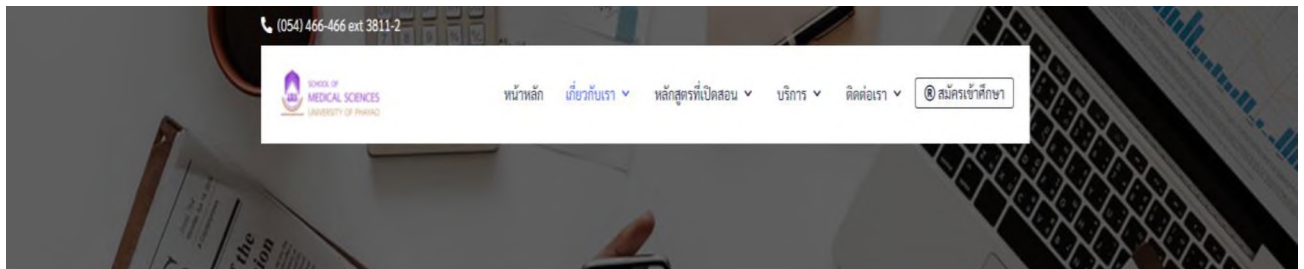 (054) 466-466 ext 3811-2
SCHOOL OF
MEDICAL SCIENCES
UNIVERSITY OF PHAYAO
หน้าหลัก เกี่ยวกับเรา หลักสูตรที่เปิดสอน บริการ ติดต่อเรา ® สมัครเข้าศึกษา
the
ion